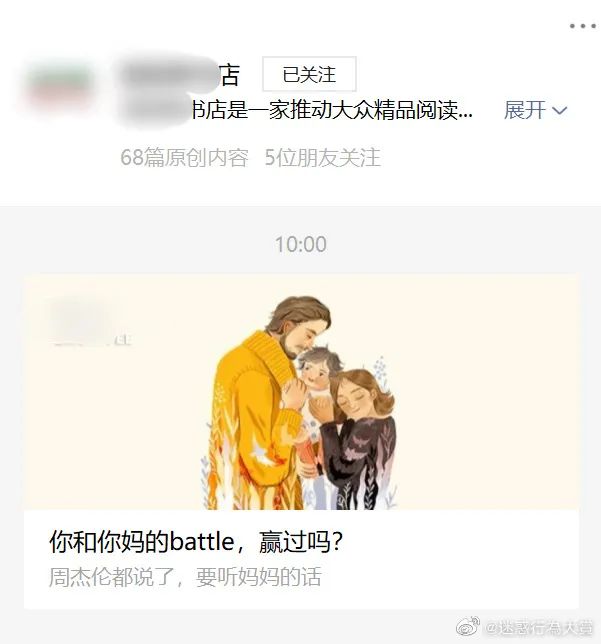 店
已关注
书店是一家推动大众精品阅读...
展开
68篇原创内容 5位朋友关注
10:00
你和你妈的battle，赢过吗？
周杰伦都说了，要听妈妈的话
@迷惑行为大赏